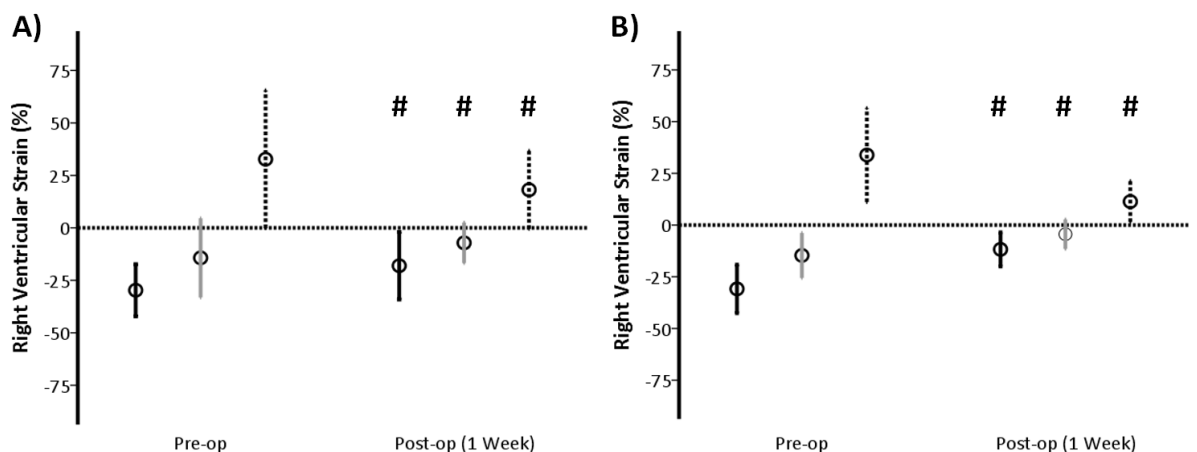 A)
Right Ventricular Strain (%)
75
50
25
0
-25
-50
-75
# # #
Pre-op Post-op (1 Week)
B)
Right Ventricular Strain (%)
75
50
25
0
-25
-50
-75
# # #
Pre-op Post-op (1 Week)